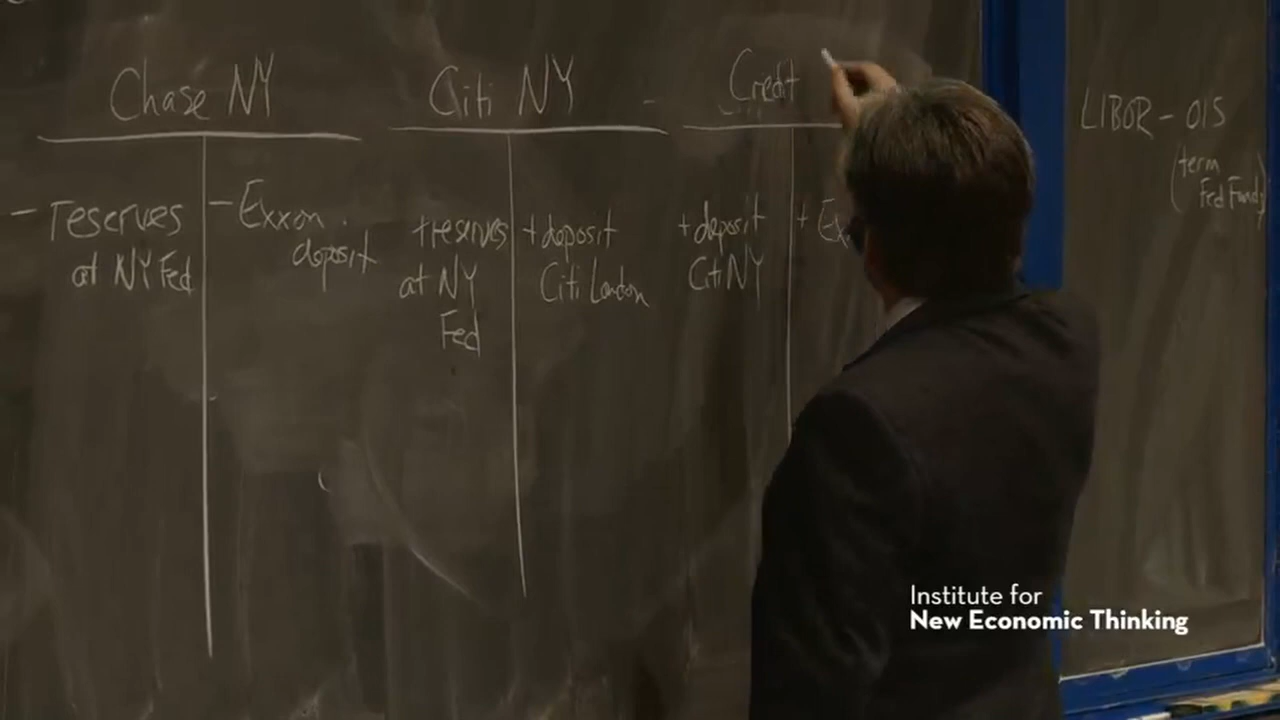 Chase NY
- reserves
at NY Fed
- Exxon
deposit
Citi NY
+reserves
at NY
Fed
+deposit
Citi London
Credit
+deposit
Citi NY
+ Ex
LIBOR - OIS
(term
Fed Funds)
Institute for
New Economic Thinking